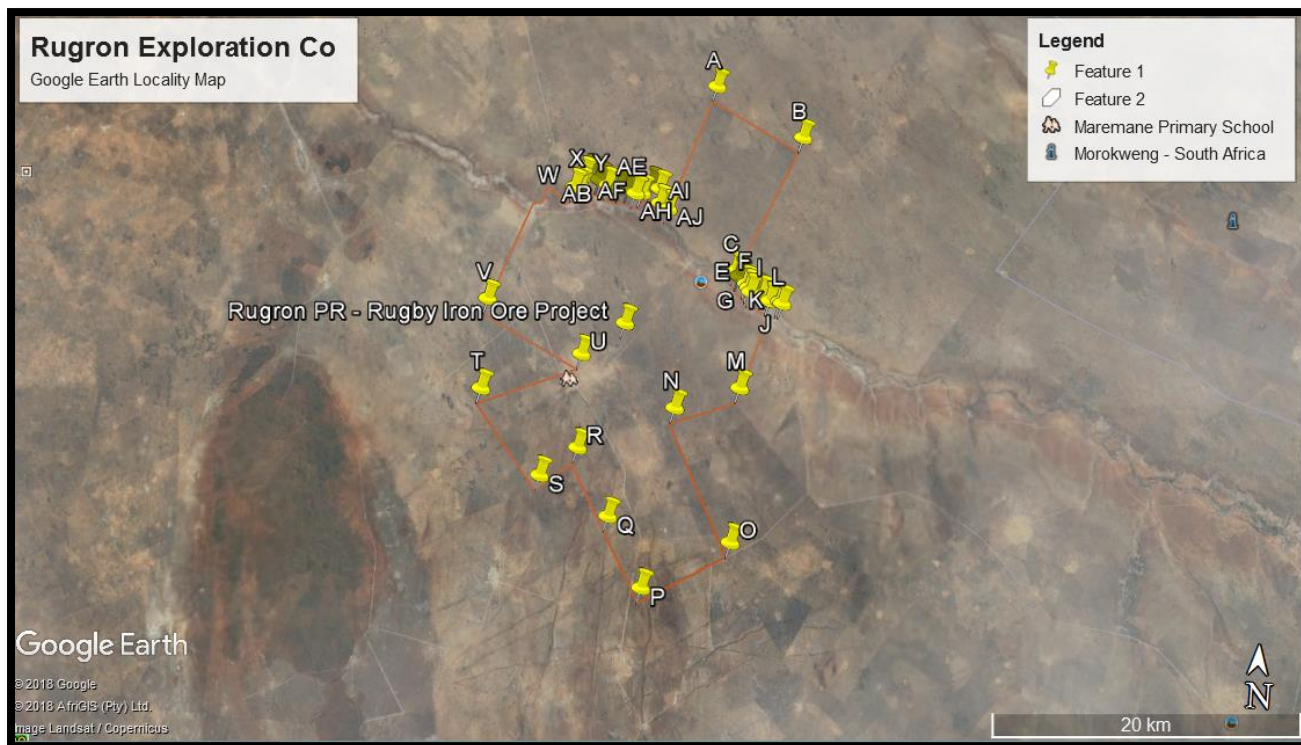 Rugron Exploration Co
Google Earth Locality Map
Legend
Feature 1
Feature 2
Maremane Primary School
Morokweng - South Africa
A
B
X
Y
AE
W
AB
AF
AI
AH
AJ
C
F
I
E
L
G
K
J
V
Rugron PR - Rugby Iron Ore Project
U
T
M
N
R
S
Q
O
P
Google Earth
© 2018 Google
© 2018 AfriGIS (Pty) Ltd.
Image Landsat / Copernicus
N
20 km